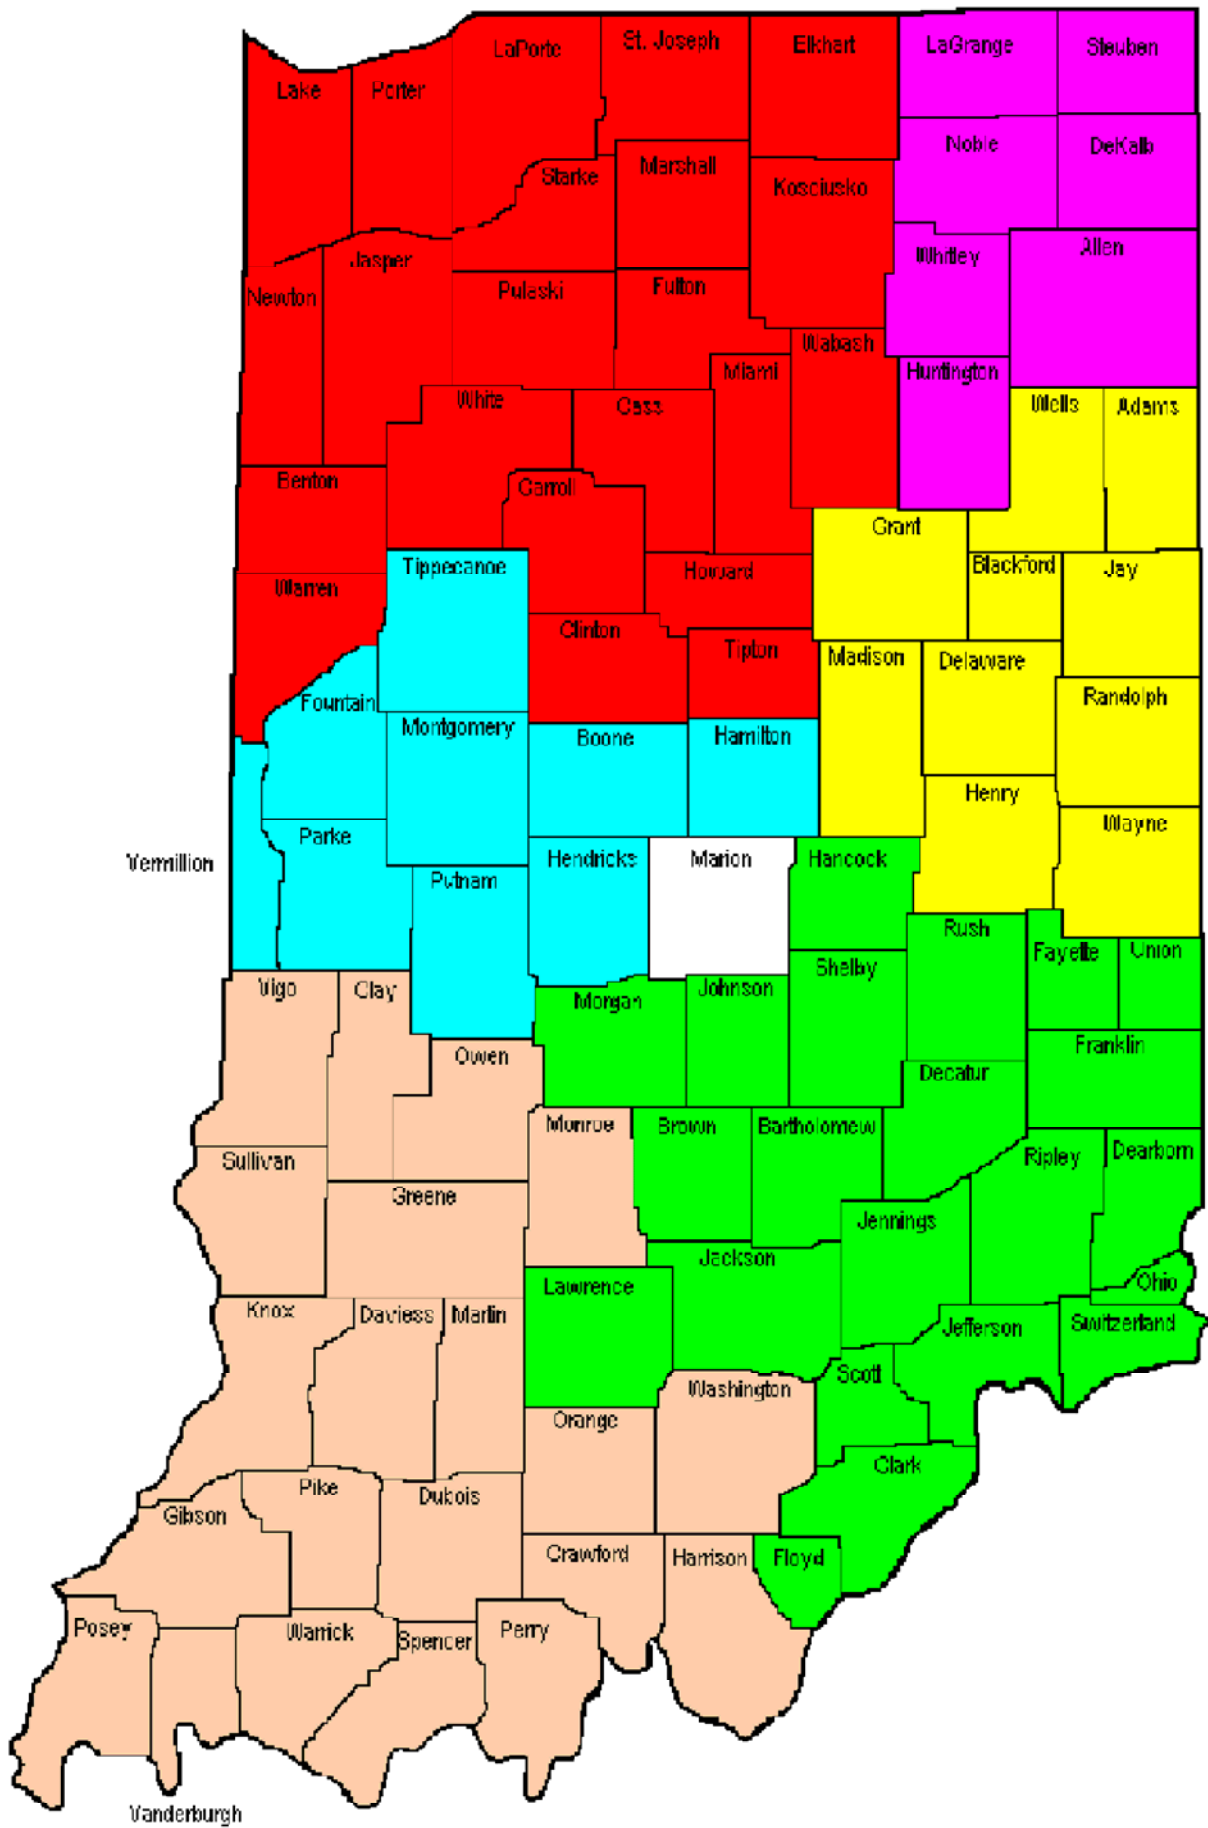 LaPorte
St. Joseph
Elkhart
LaGrange
Steuben
Lake
Porter
Noble
DeKalb
Starke
Marshall
Kosciusko
Jasper
Whitley
Allen
Newton
Pulaski
Fulton
Wabash
Miami
Huntington
White
Cass
Wells
Adams
Benton
Carroll
Grant
Tippecanoe
Howard
Blackford
Jay
Warren
Clinton
Tipton
Madison
Delaware
Fountain
Randolph
Montgomery
Boone
Hamilton
Henry
Wayne
Vermillion
Parke
Hendricks
Marion
Hancock
Putnam
Rush
Fayette
Union
Vigo
Clay
Morgan
Johnson
Shelby
Owen
Franklin
Decatur
Monroe
Brown
Bartholomew
Sullivan
Ripley
Dearborn
Greene
Jennings
Lawrence
Jackson
Ohio
Knox
Daviess
Martin
Jefferson
Switzerland
Washington
Scott
Orange
Clark
Gibson
Pike
Dubois
Crawford
Harrison
Floyd
Posey
Warrick
Spencer
Perry
Vanderburgh